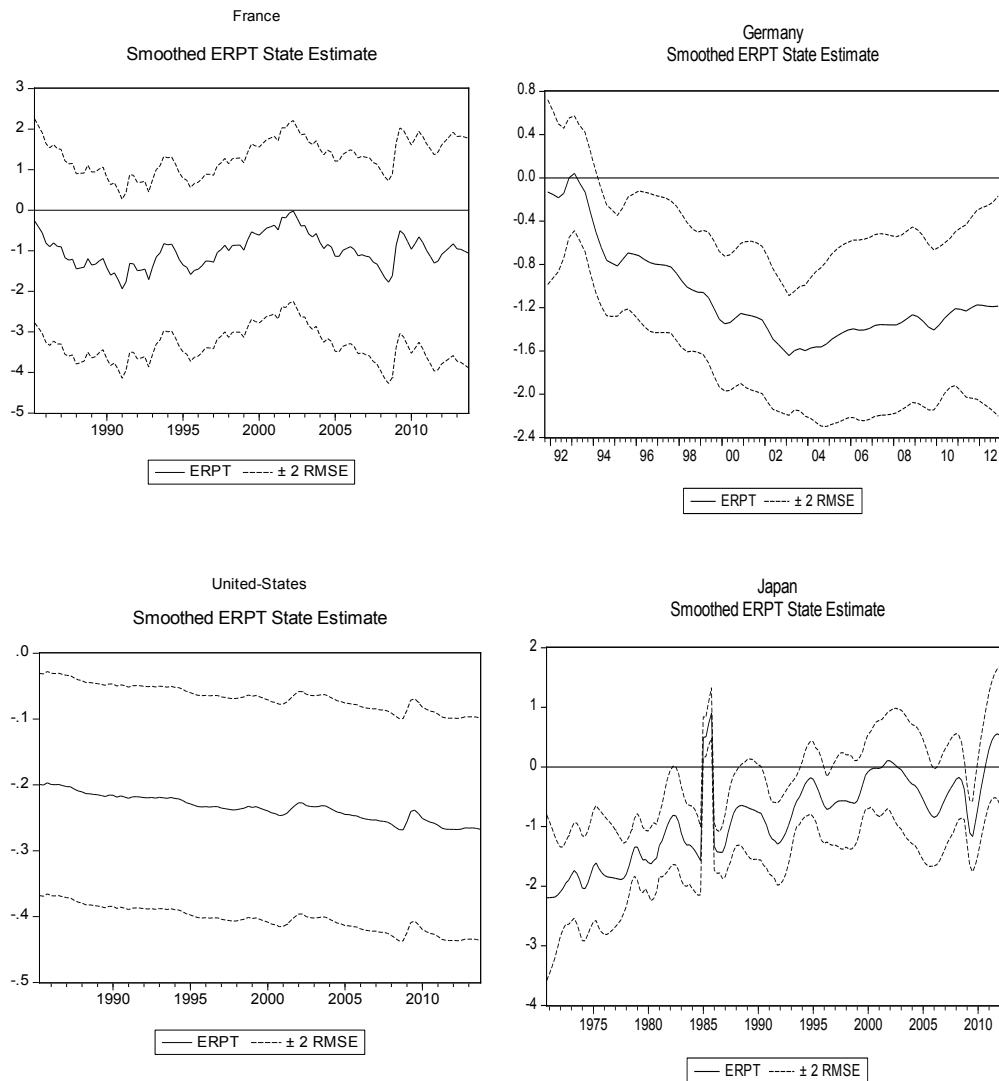 France
Smoothed ERPT State Estimate
3
2
1
0
-1
-2
-3
-4
-5
1990 1995 2000 2005 2010
ERPT ± 2 RMSE
Germany
Smoothed ERPT State Estimate
0.8
0.4
0.0
-0.4
-0.8
-1.2
-1.6
-2.0
-2.4
92 94 96 98 00 02 04 06 08 10 12
ERPT ± 2 RMSE
United-States
Smoothed ERPT State Estimate
.0
-.1
-.2
-.3
-.4
-.5
1990 1995 2000 2005 2010
ERPT ± 2 RMSE
Japan
Smoothed ERPT State Estimate
2
1
0
-1
-2
-3
-4
1975 1980 1985 1990 1995 2000 2005 2010
ERPT ± 2 RMSE